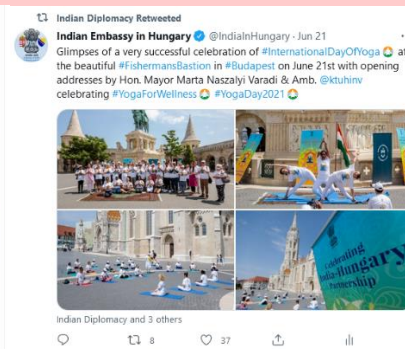 Indian Diplomacy Retweeted
Indian Embassy in Hungary @IndiaInHungary · Jun 21
Glimpses of a very successful celebration of #InternationalDayOfYoga at
the beautiful #FishermansBastion in #Budapest on June 21st with opening
addresses by Hon. Mayor Marta Naszalyi Varadi & Amb. @ktuhinv
celebrating #YogaForWellness #YogaDay2021
Celebrating
India-Hungary
Partnership
Indian Diplomacy and 3 others
8 37